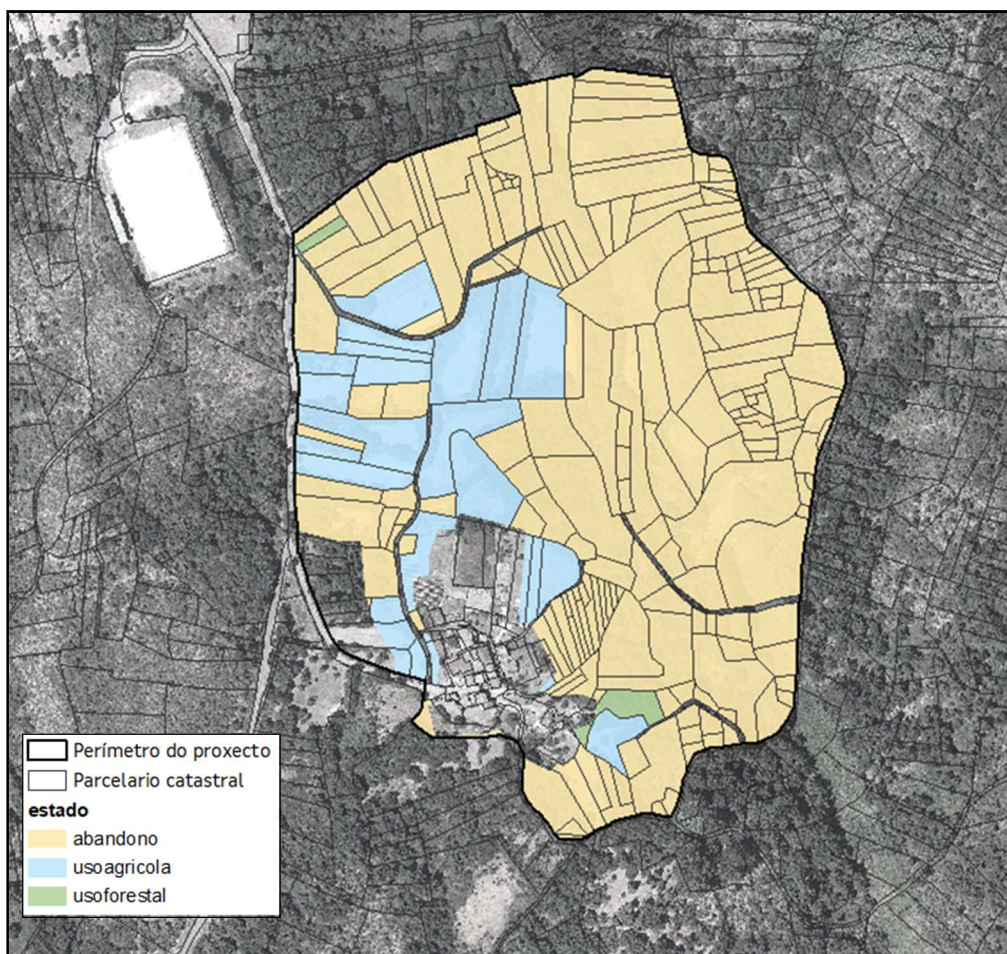 Perímetro do proxecto
Parcelario catastral
estado
abandono
usoagricola
usoforestal